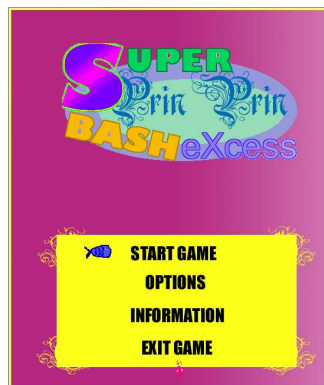 SUPER
Prin Prin
BASH eXcess
START GAME
OPTIONS
INFORMATION
EXIT GAME